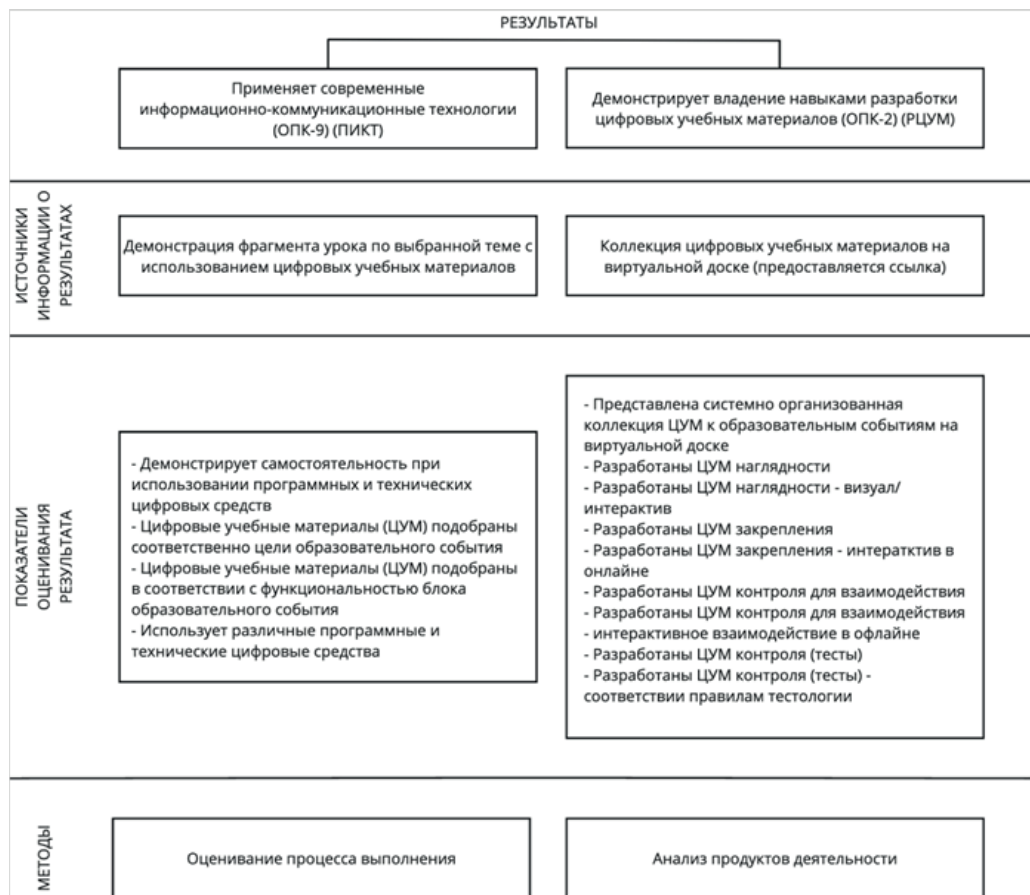 РЕЗУЛЬТАТЫ
Применяет современные
информационно-коммуникационные технологии
(ОПК-9) (ПИКТ)
Демонстрирует владение навыками разработки
цифровых учебных материалов (ОПК-2) (РЦУМ)
ИСТОЧНИКИ
ИНФОРМАЦИИ О
РЕЗУЛЬТАТАХ
Демонстрация фрагмента урока по выбранной теме с
использованием цифровых учебных материалов
Коллекция цифровых учебных материалов на
виртуальной доске (предоставляется ссылка)
ПОКАЗАТЕЛИ
ОЦЕНИВАНИЯ
РЕЗУЛЬТАТА
- Демонстрирует самостоятельность при
использовании программных и технических
цифровых средств
- Цифровые учебные материалы (ЦУМ) подобраны
соответственно цели образовательного события
- Цифровые учебные материалы (ЦУМ) подобраны
в соответствии с функциональностью блока
образовательного события
- Использует различные программные и
технические цифровые средства
- Представлена системно организованная
коллекция ЦУМ к образовательным событиям на
виртуальной доске
- Разработаны ЦУМ наглядности
- Разработаны ЦУМ наглядности - визуал/
интерактив
- Разработаны ЦУМ закрепления
- Разработаны ЦУМ закрепления - интератктив в
онлайне
- Разработаны ЦУМ контроля для взаимодействия
- Разработаны ЦУМ контроля для взаимодействия
- интерактивное взаимодействие в офлайне
- Разработаны ЦУМ контроля (тесты)
- Разработаны ЦУМ контроля (тесты) -
соответствии правилам тестологии
МЕТОДЫ
Оценивание процесса выполнения
Анализ продуктов деятельности